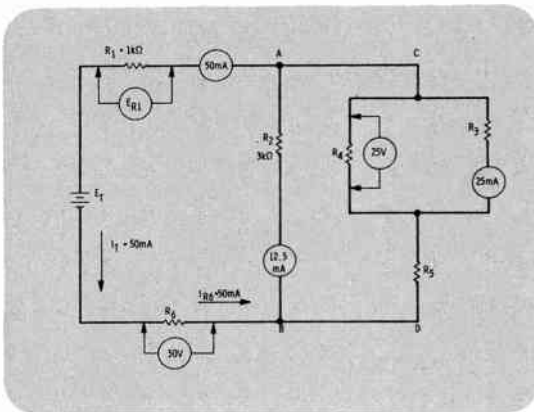 R1 = 1kΩ
50mA
A
C
ER1
R2
3kΩ
R4
25V
R3
25mA
ET
IT = 50mA
12.5
mA
R5
IR6 = 50mA
R6
30V
B
D